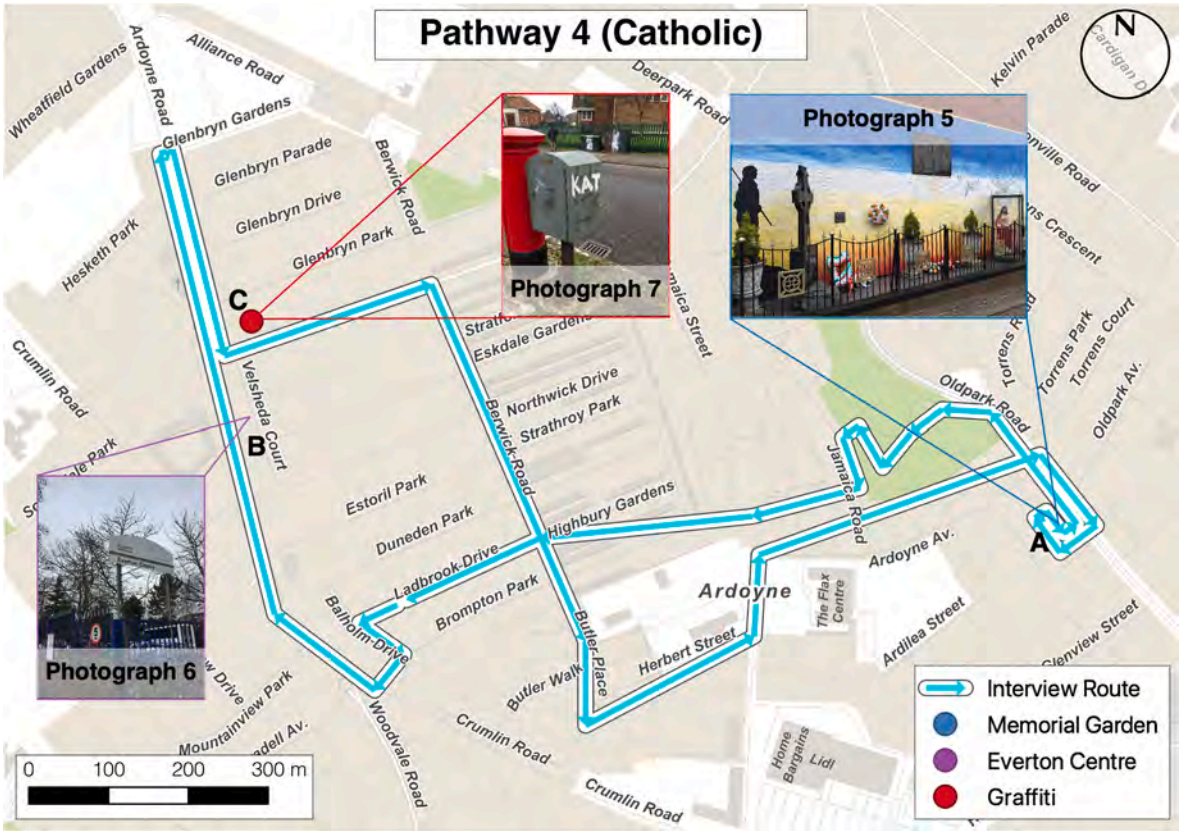 Pathway 4 (Catholic)
N
Cardigan D
Wheatfield Gardens
Ardoyne Road
Alliance Road
Deerpark Road
Kelvin Parade
Glenbryn Gardens
Glenbryn Parade
Berwick Road
Glenbryn Drive
Glenbryn Park
Hesketh Park
KAT
Photograph 7
Photograph 5
Crumlin Road
C
Velsheda Court
B
Eskdale Gardens
Northwick Drive
Strathroy Park
Berwick Road
Estoril Park
Duneden Park
Ladbrook Drive
Brompton Park
Balholm Drive
Highbury Gardens
Jamaica Road
Oldpark Road
Torrens Road
Torrens Park
Torrens Court
Oldpark Av.
A
Ardoyne Av.
Ardoyne
The Flax
Centre
Ardilea Street
Glenview Street
Herbert Street
Butler Place
Butler Walk
Photograph 6
Mountainview Park
Woodvale Road
Crumlin Road
Crumlin Road
Home
Bargains
Lidl
0 100 200 300 m
Interview Route
Memorial Garden
Everton Centre
Graffiti